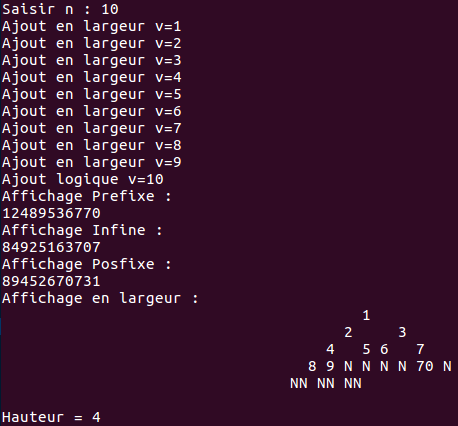 Saisir n : 10
Ajout en largeur v=1
Ajout en largeur v=2
Ajout en largeur v=3
Ajout en largeur v=4
Ajout en largeur v=5
Ajout en largeur v=6
Ajout en largeur v=7
Ajout en largeur v=8
Ajout en largeur v=9
Ajout logique v=10
Affichage Prefixe :
12489536770
Affichage Infine :
84925163707
Affichage Posfixe :
89452670731
Affichage en largeur :
1
2 3
4 5 6 7
8 9 N N N N 70 N
NN NN NN
Hauteur = 4